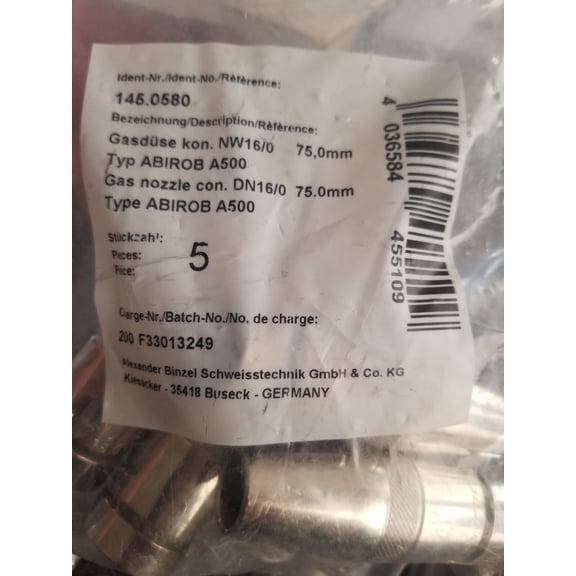 Ident-Nr./Ident-No./Référence:
145.0580
Bezeichnung/Description/Référence:
Gasdüse kon. NW16/0 75,0mm
Typ ABIROB A500
Gas nozzle con. DN16/0 75.0mm
Type ABIROB A500
Stückzahl:
Pieces:
Piéce:
5
Charge-Nr./Batch-No./No. de charge:
200 F33013249
Alexander Binzel Schweisstechnik GmbH & Co. KG
Kiesacker - 35418 Buseck - GERMANY
4 036584 455109